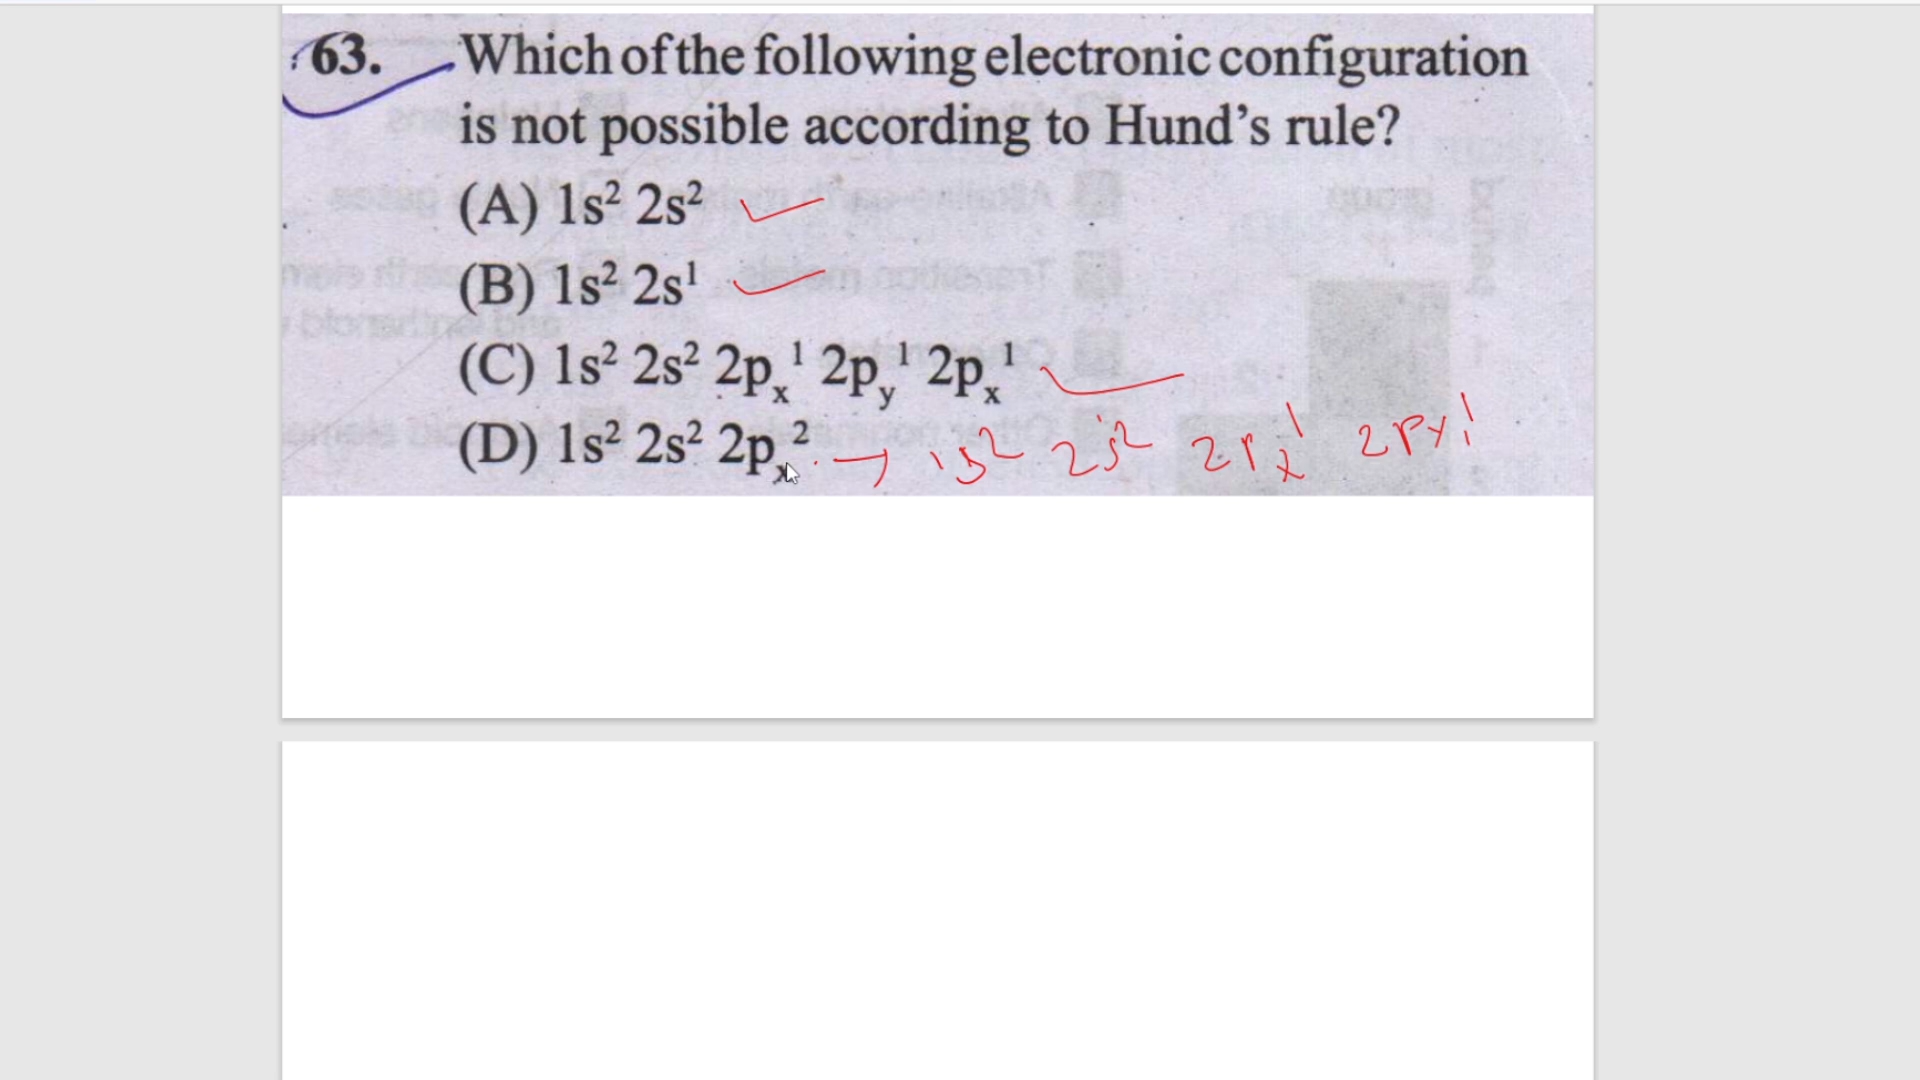 63. Which of the following electronic configuration
is not possible according to Hund's rule?
(A) 1s² 2s²
(B) 1s² 2s¹
(C) 1s² 2s² 2pₓ¹ 2pᵧ¹ 2pₓ¹
(D) 1s² 2s² 2pₓ² → 1s² 2s² 2pₓ¹ 2pᵧ¹